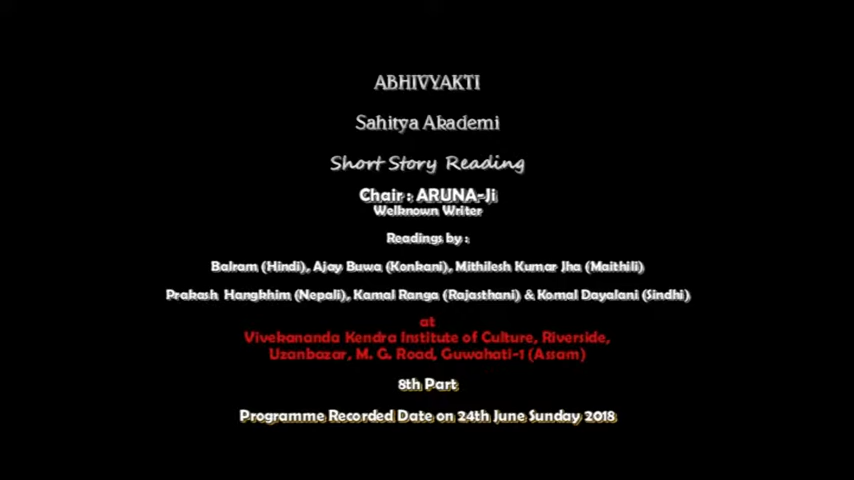 ABHIVYAKTI
Sahitya Akademi
Short Story Reading
Chair : ARUNA-Ji
Welknown Writer
Readings by :
Balram (Hindi), Ajay Buwa (Konkani), Mithilesh Kumar Jha (Maithili)
Prakash Hangkhim (Nepali), Kamal Ranga (Rajasthani) & Komal Dayalani (Sindhi)
at
Vivekananda Kendra Institute of Culture, Riverside,
Uzanbazar, M. G. Road, Guwahati-1 (Assam)
8th Part
Programme Recorded Date on 24th June Sunday 2018